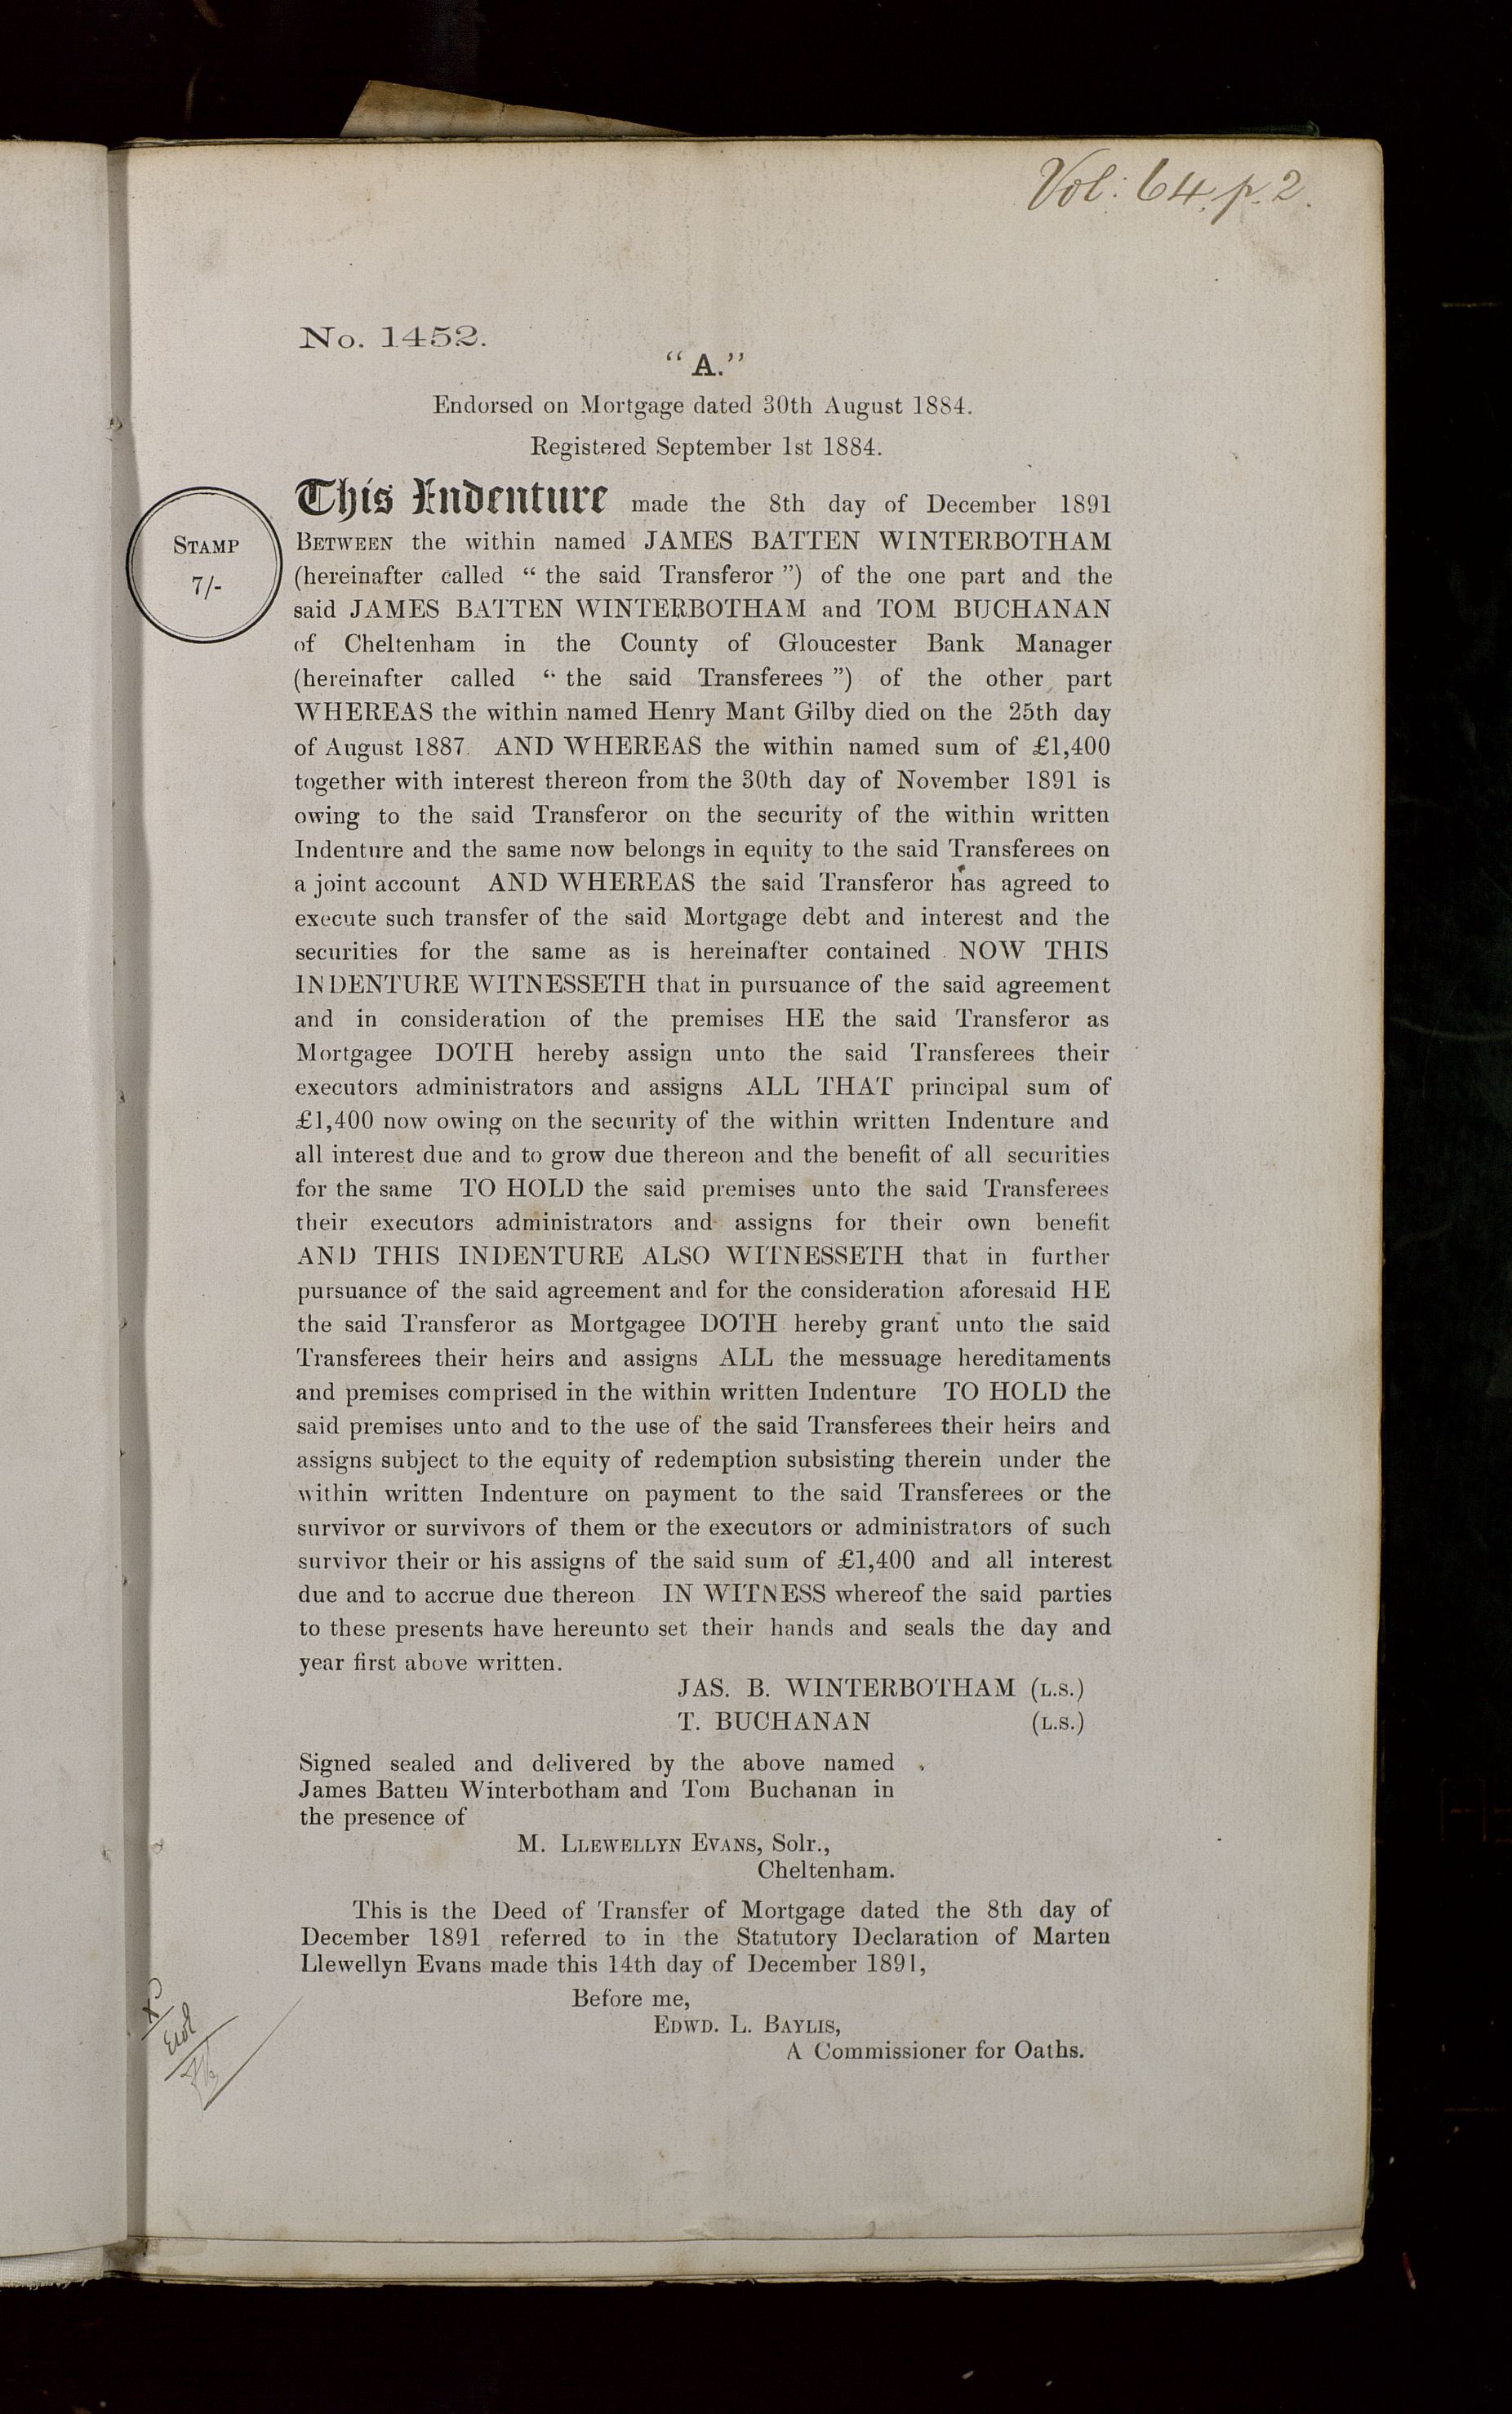 Vol: 64. p. 2.
No. 1452.
"A."
Endorsed on Mortgage dated 30th August 1884.
Registered September 1st 1884.
STAMP
7/-
This Indenture made the 8th day of December 1891
BETWEEN the within named JAMES BATTEN WINTERBOTHAM
(hereinafter called " the said Transferor ") of the one part and the
said JAMES BATTEN WINTERBOTHAM and TOM BUCHANAN
of Cheltenham in the County of Gloucester Bank Manager
(hereinafter called " the said Transferees ") of the other part
WHEREAS the within named Henry Mant Gilby died on the 25th day
of August 1887. AND WHEREAS the within named sum of £1,400
together with interest thereon from the 30th day of November 1891 is
owing to the said Transferor on the security of the within written
Indenture and the same now belongs in equity to the said Transferees on
a joint account AND WHEREAS the said Transferor has agreed to
execute such transfer of the said Mortgage debt and interest and the
securities for the same as is hereinafter contained . NOW THIS
INDENTURE WITNESSETH that in pursuance of the said agreement
and in consideration of the premises HE the said Transferor as
Mortgagee DOTH hereby assign unto the said Transferees their
executors administrators and assigns ALL THAT principal sum of
£1,400 now owing on the security of the within written Indenture and
all interest due and to grow due thereon and the benefit of all securities
for the same TO HOLD the said premises unto the said Transferees
their executors administrators and assigns for their own benefit
AND THIS INDENTURE ALSO WITNESSETH that in further
pursuance of the said agreement and for the consideration aforesaid HE
the said Transferor as Mortgagee DOTH hereby grant unto the said
Transferees their heirs and assigns ALL the messuage hereditaments
and premises comprised in the within written Indenture TO HOLD the
said premises unto and to the use of the said Transferees their heirs and
assigns subject to the equity of redemption subsisting therein under the
within written Indenture on payment to the said Transferees or the
survivor or survivors of them or the executors or administrators of such
survivor their or his assigns of the said sum of £1,400 and all interest
due and to accrue due thereon IN WITNESS whereof the said parties
to these presents have hereunto set their hands and seals the day and
year first above written.
JAS. B. WINTERBOTHAM (L.S.)
T. BUCHANAN (L.S.)
Signed sealed and delivered by the above named
James Batten Winterbotham and Tom Buchanan in
the presence of
M. LLEWELLYN EVANS, Solr.,
Cheltenham.
This is the Deed of Transfer of Mortgage dated the 8th day of
December 1891 referred to in the Statutory Declaration of Marten
Llewellyn Evans made this 14th day of December 1891,
Before me,
EDWD. L. BAYLIS,
A Commissioner for Oaths.